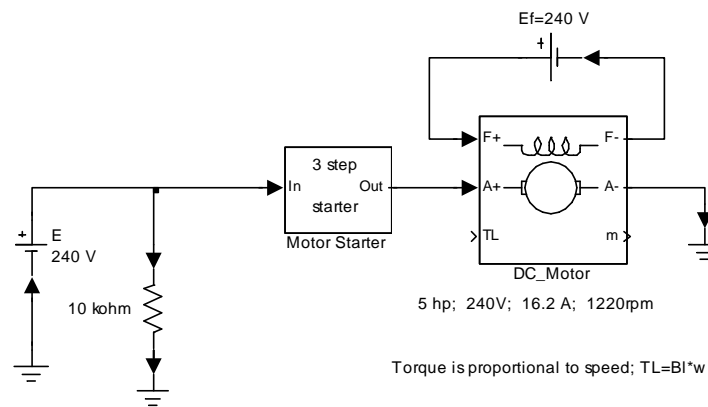 Ef=240 V
+
F+
F-
3 step
starter
In
Out
A+
A-
Motor Starter
TL
m
DC_Motor
+
E
240 V
10 kohm
5 hp; 240V; 16.2 A; 1220rpm
Torque is proportional to speed; TL=Bl*w